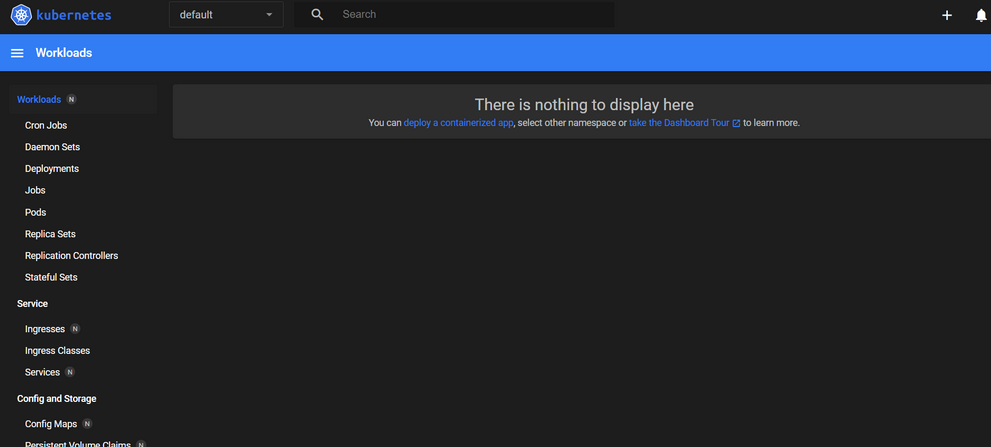 kubernetes
default
Search
Workloads
Workloads N
There is nothing to display here
You can deploy a containerized app, select other namespace or take the Dashboard Tour to learn more.
Cron Jobs
Daemon Sets
Deployments
Jobs
Pods
Replica Sets
Replication Controllers
Stateful Sets
Service
Ingresses N
Ingress Classes
Services N
Config and Storage
Config Maps N
Persistent Volume Claims N